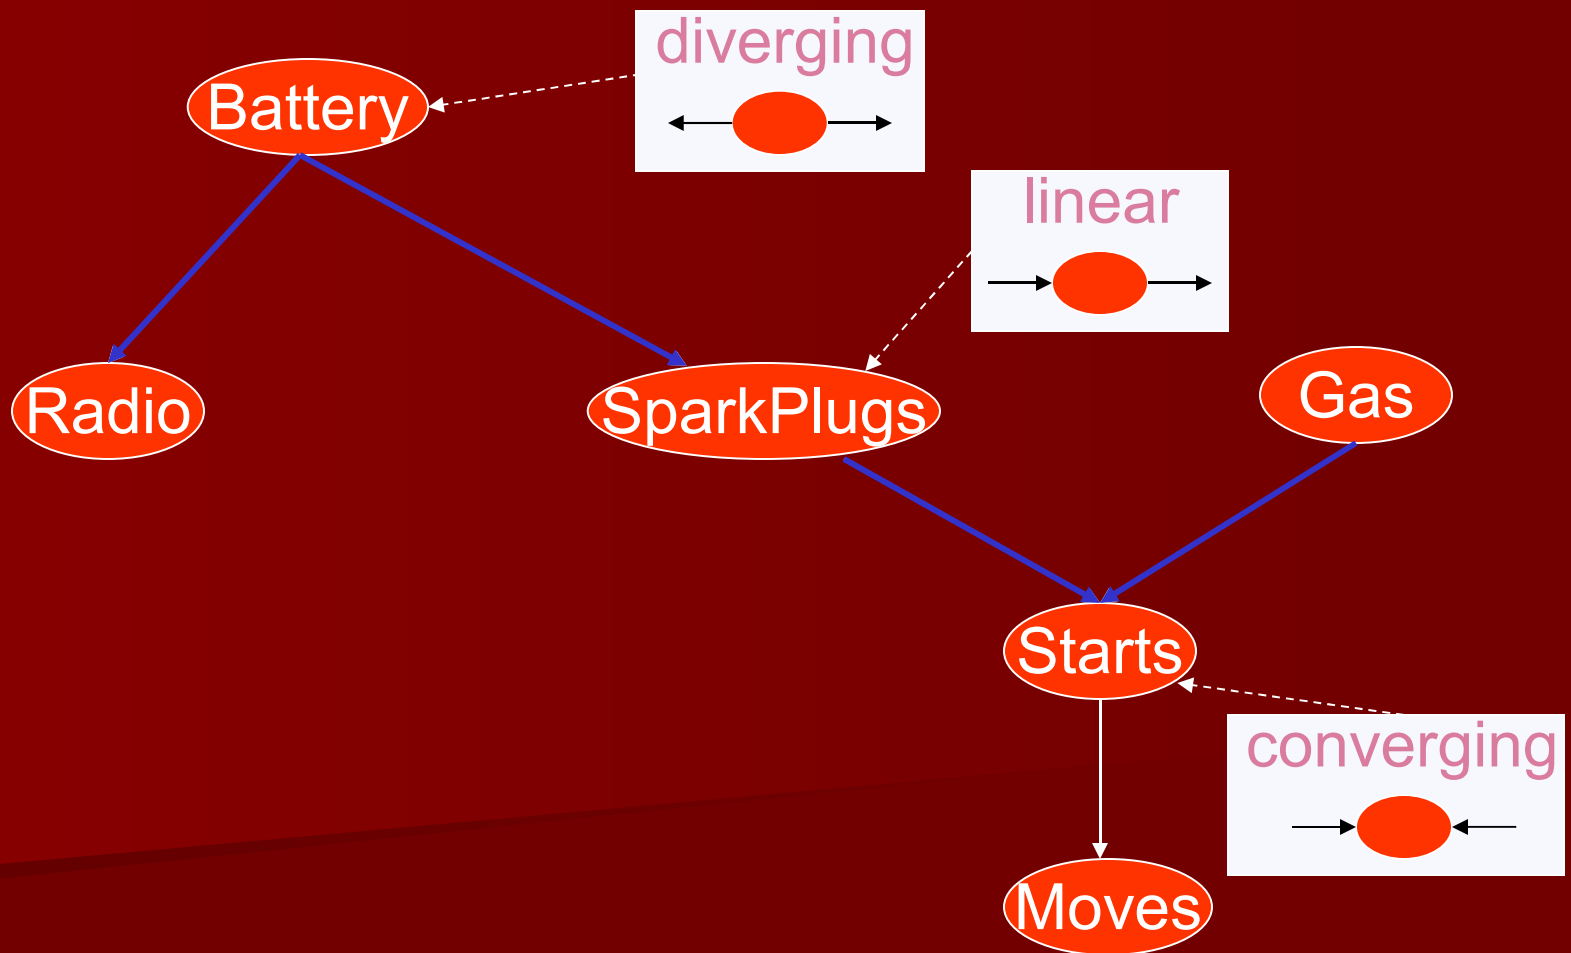 diverging
Battery
linear
Radio
SparkPlugs
Gas
Starts
converging
Moves